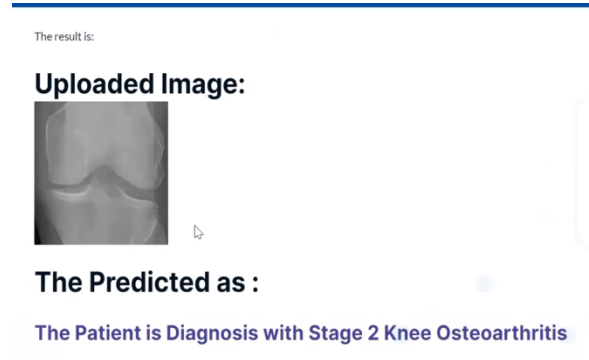 The result is:
Uploaded Image:
The Predicted as :
The Patient is Diagnosis with Stage 2 Knee Osteoarthritis